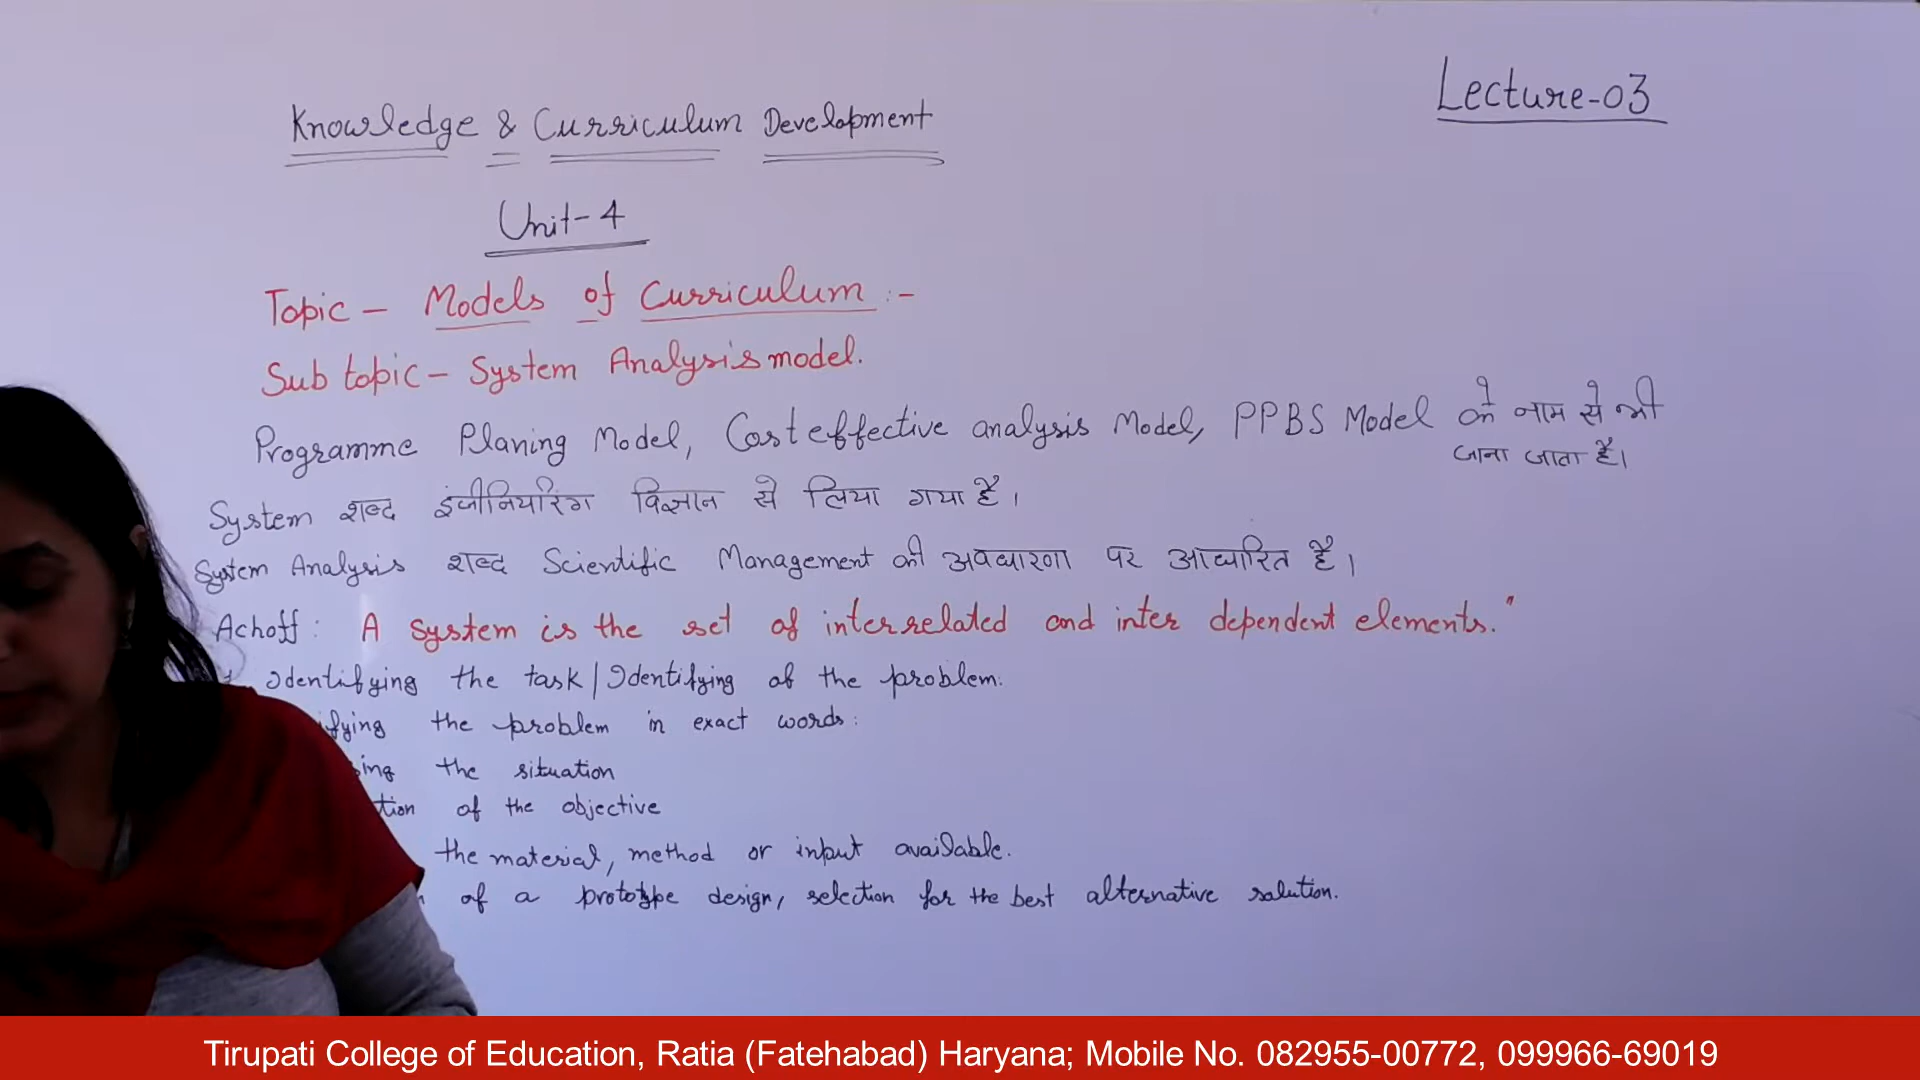 Lecture-03
Knowledge & Curriculum Development
Unit-4
Topic - Models of Curriculum :-
Sub topic - System Analysis model.
Programme Planing Model, Cost effective analysis Model, PPBS Model के नाम से भी
जाना जाता है।
System शब्द इंजीनियरिंग विज्ञान से लिया गया है।
System Analysis शब्द Scientific Management की अवधारणा पर आधारित है।
Achoff: A system is the set of interrelated and inter dependent elements."
Identifying the task/Identifying of the problem.
the problem in exact words:
the situation
of the objective
the material, method or input available.
of a prototype design, selection for the best alternative solution.
Tirupati College of Education, Ratia (Fatehabad) Haryana; Mobile No. 082955-00772, 099966-69019